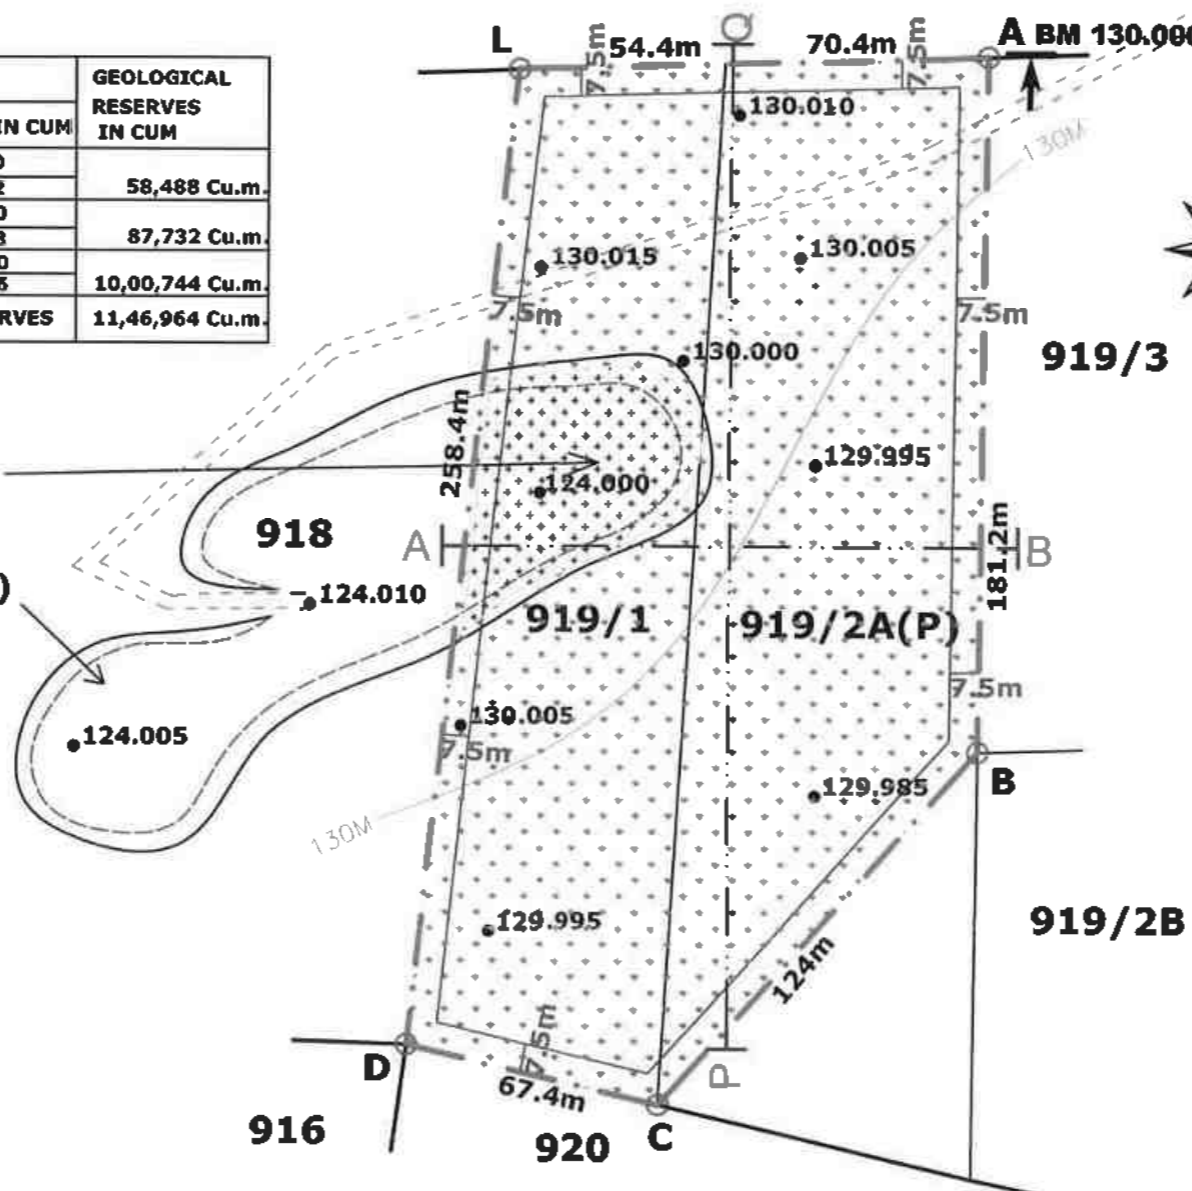 GEOLOGICAL
RESERVES
IN CUM
IN CUM
58,488 Cu.m.
87,732 Cu.m.
10,00,744 Cu.m.
RVES 11,46,964 Cu.m.
L 7.5m 54.4m Q 70.4m 7.5m A BM 130.000
130.010
130M
130.015
130.005
7.5m
7.5m
919/3
130.000
258.4m
129.995
124.000
918
A
B
181.2m
)
124.010
919/1
919/2A(P)
7.5m
130.005
124.005
7.5m
B
129.985
130M
129.995
919/2B
124m
7.5m
D
P
67.4m
C
916
920